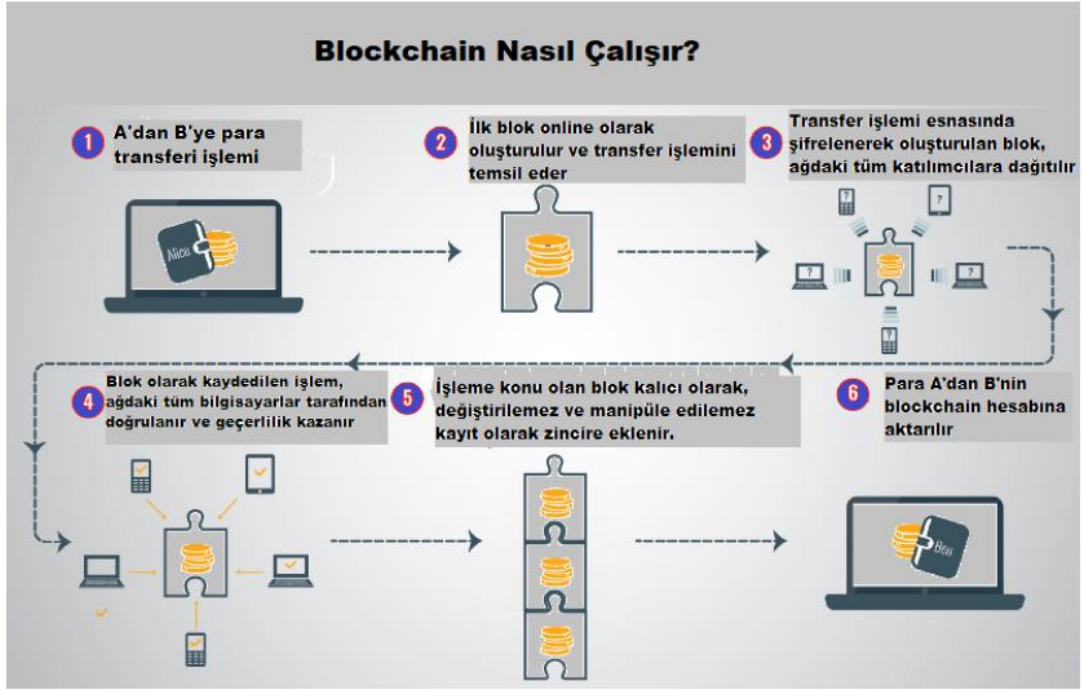 Blockchain Nasıl Çalışır?
1
A'dan B'ye para
transferi işlemi
2
İlk blok online olarak
oluşturulur ve transfer işlemini
temsil eder
3
Transfer işlemi esnasında
şifrelenerek oluşturulan blok,
ağdaki tüm katılımcılara dağıtılır
Alice
?
?
?
?
?
4
Blok olarak kaydedilen işlem,
ağdaki tüm bilgisayarlar tarafından
doğrulanır ve geçerlilik kazanır
5
İşleme konu olan blok kalıcı olarak,
değiştirilemez ve manipüle edilemez
kayıt olarak zincire eklenir.
6
Para A'dan B'nin
blockchain hesabına
aktarılır